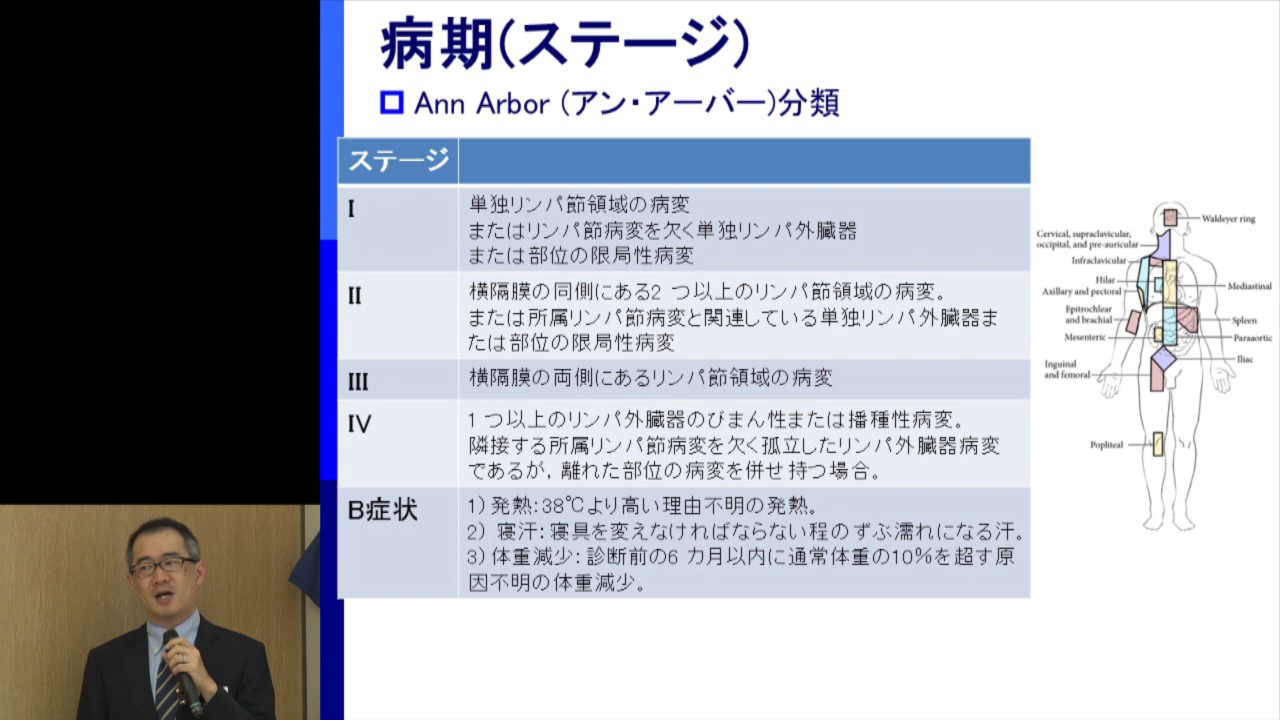 病期(ステージ)
Ann Arbor (アン・アーバー)分類
ステージ
I
単独リンパ節領域の病変
またはリンパ節病変を欠く単独リンパ外臓器
または部位の限局性病変
II
横隔膜の同側にある2 つ以上のリンパ節領域の病変。
または所属リンパ節病変と関連している単独リンパ外臓器ま
たは部位の限局性病変
III
横隔膜の両側にあるリンパ節領域の病変
IV
1 つ以上のリンパ外臓器のびまん性または播種性病変。
隣接する所属リンパ節病変を欠く孤立したリンパ外臓器病変
であるが, 離れた部位の病変を併せ持つ場合。
B症状
1) 発熱:38℃より高い理由不明の発熱。
2) 寝汗: 寝具を変えなければならない程のずぶ濡れになる汗。
3) 体重減少: 診断前の6 カ月以内に通常体重の10%を超す原
因不明の体重減少。
Waldeyer ring
Cervical, supraclavicular,
occipital, and pre-auricular
Infraclavicular
Hilar
Axillary and pectoral
Mediastinal
Epitrochlear
and brachial
Spleen
Mesenteric
Paraaortic
Iliac
Inguinal
and femoral
Popliteal